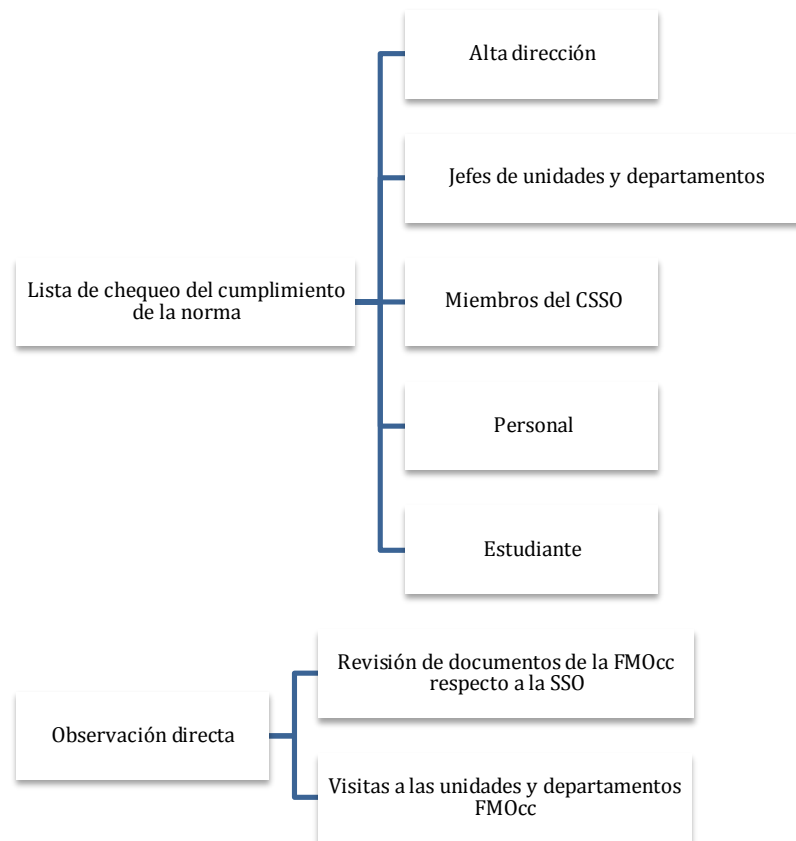 Alta dirección
Jefes de unidades y departamentos
Lista de chequeo del cumplimiento
de la norma
Miembros del CSSO
Personal
Estudiante
Revisión de documentos de la FMOcc
respecto a la SSO
Observación directa
Visitas a las unidades y departamentos
FMOcc